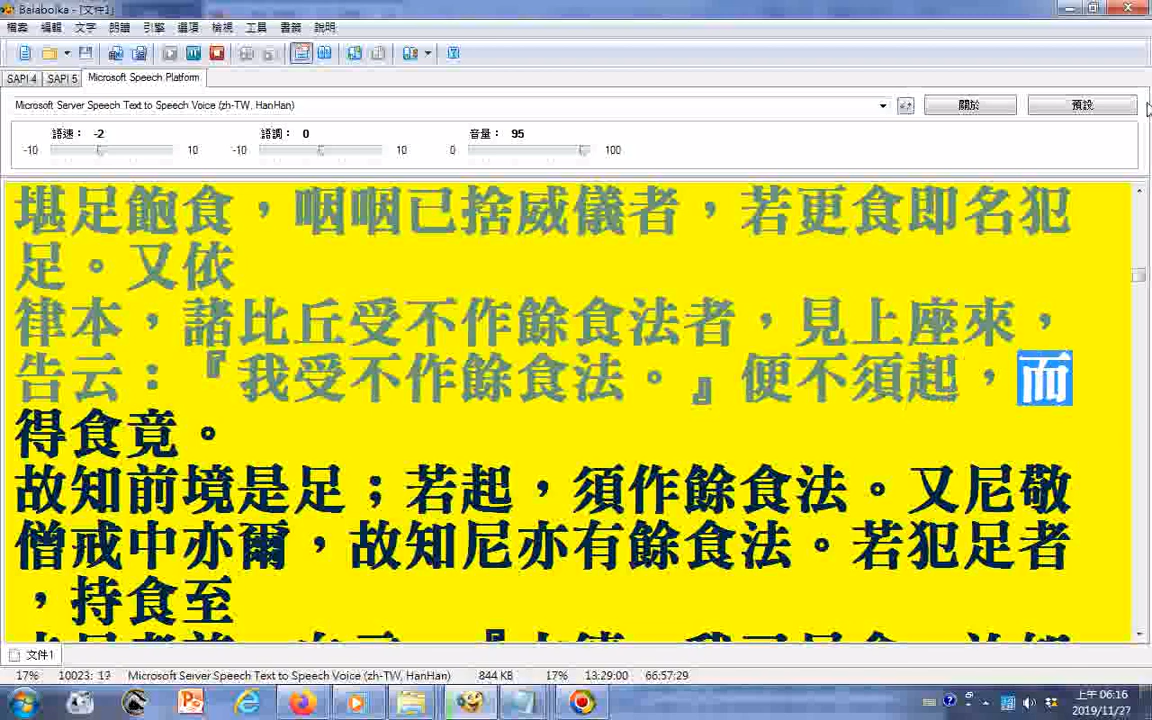 Balabolka - [文件1]
檔案 編輯 文字 朗讀 引擎 選項 檢視 工具 書籤 說明
SAPI 4 SAPI 5 Microsoft Speech Platform
Microsoft Server Speech Text to Speech Voice (zh-TW, HanHan) 關於 預設
語速： -2 語調： 0 音量： 95
-10 10 -10 10 0 100
堪足飽食，咽咽已捨威儀者，若更食即名犯
足。又依
律本，諸比丘受不作餘食法者，見上座來，
告云：『我受不作餘食法。』便不須起，而
得食竟。
故知前境是足；若起，須作餘食法。又尼敬
僧戒中亦爾，故知尼亦有餘食法。若犯足者
，持食至
文件1
17% 10023: 13 Microsoft Server Speech Text to Speech Voice (zh-TW, HanHan) 844 KB 17% 13:29:00 66:57:29
上午 06:16
2019/11/27